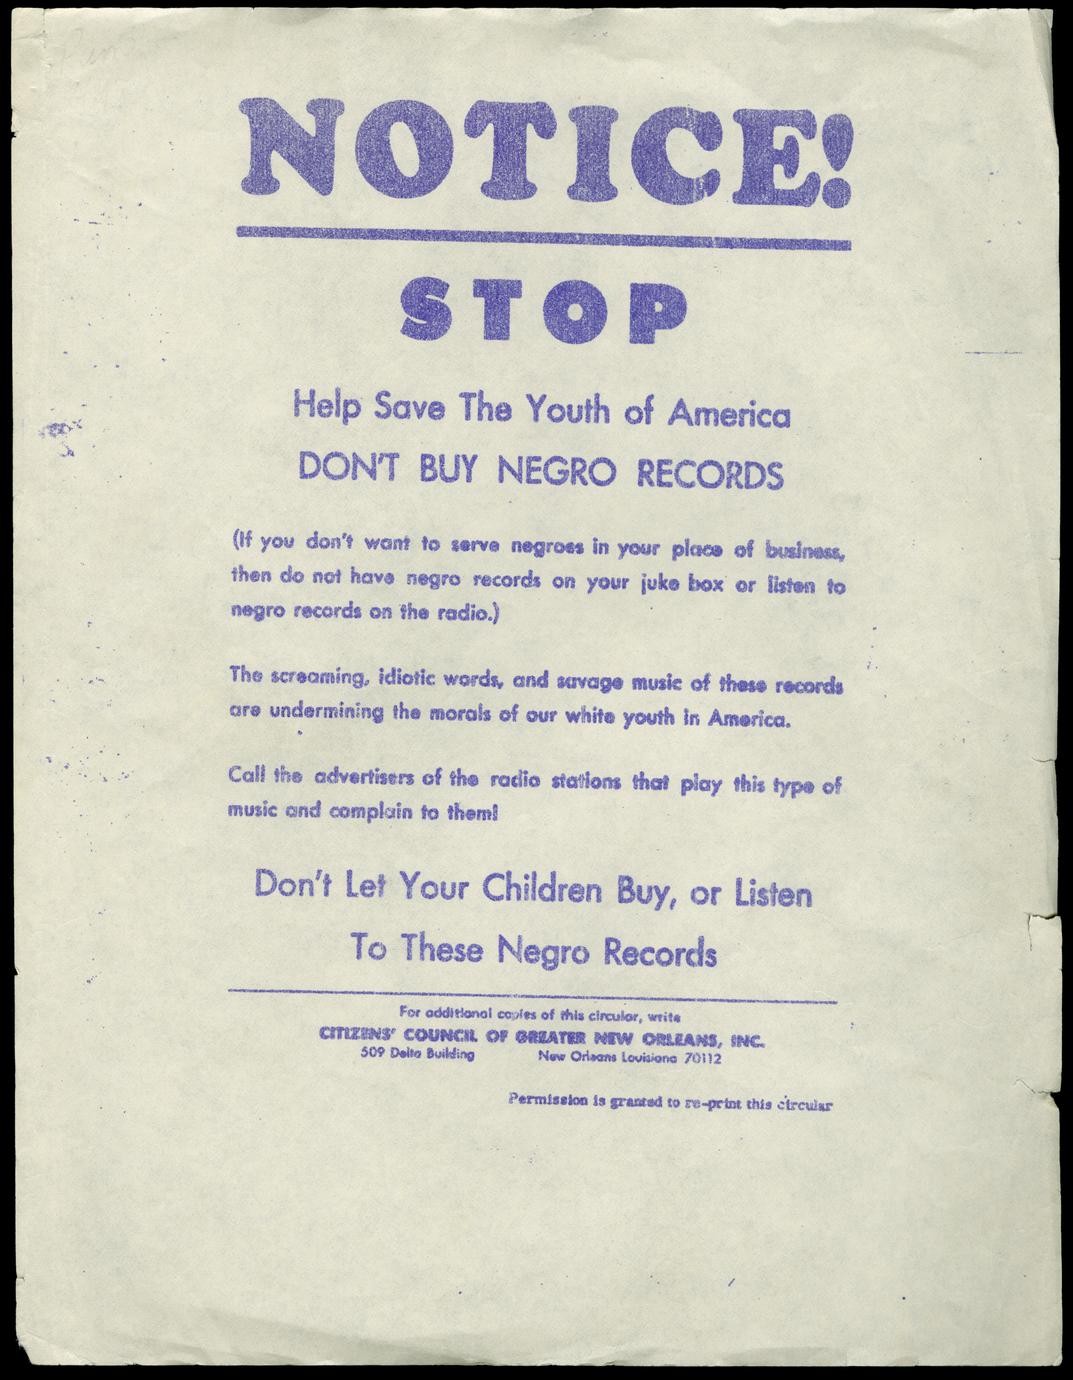 NOTICE!
STOP
Help Save The Youth of America
DON'T BUY NEGRO RECORDS
(If you don't want to serve negroes in your place of business,
then do not have negro records on your juke box or listen to
negro records on the radio.)
The screaming, idiotic words, and savage music of these records
are undermining the morals of our white youth in America.
Call the advertisers of the radio stations that play this type of
music and complain to them!
Don't Let Your Children Buy, or Listen
To These Negro Records
For additional copies of this circular, write
CITIZENS' COUNCIL OF GREATER NEW ORLEANS, INC.
509 Delta Building New Orleans Louisiana 70112
Permission is granted to re-print this circular